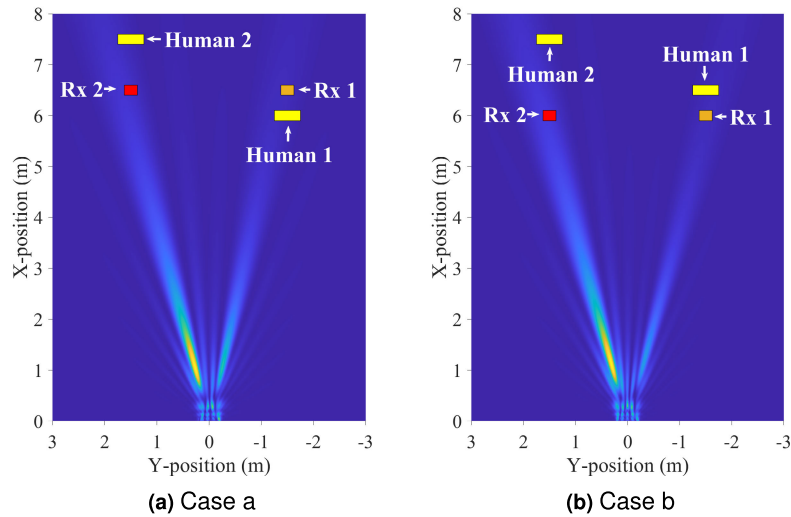 8
7
6
5
4
3
2
1
0
X-position (m)
Human 2
Rx 2
Rx 1
Human 1
3 2 1 0 -1 -2 -3
Y-position (m)
(a) Case a
8
7
6
5
4
3
2
1
0
X-position (m)
Human 1
Human 2
Rx 2
Rx 1
3 2 1 0 -1 -2 -3
Y-position (m)
(b) Case b